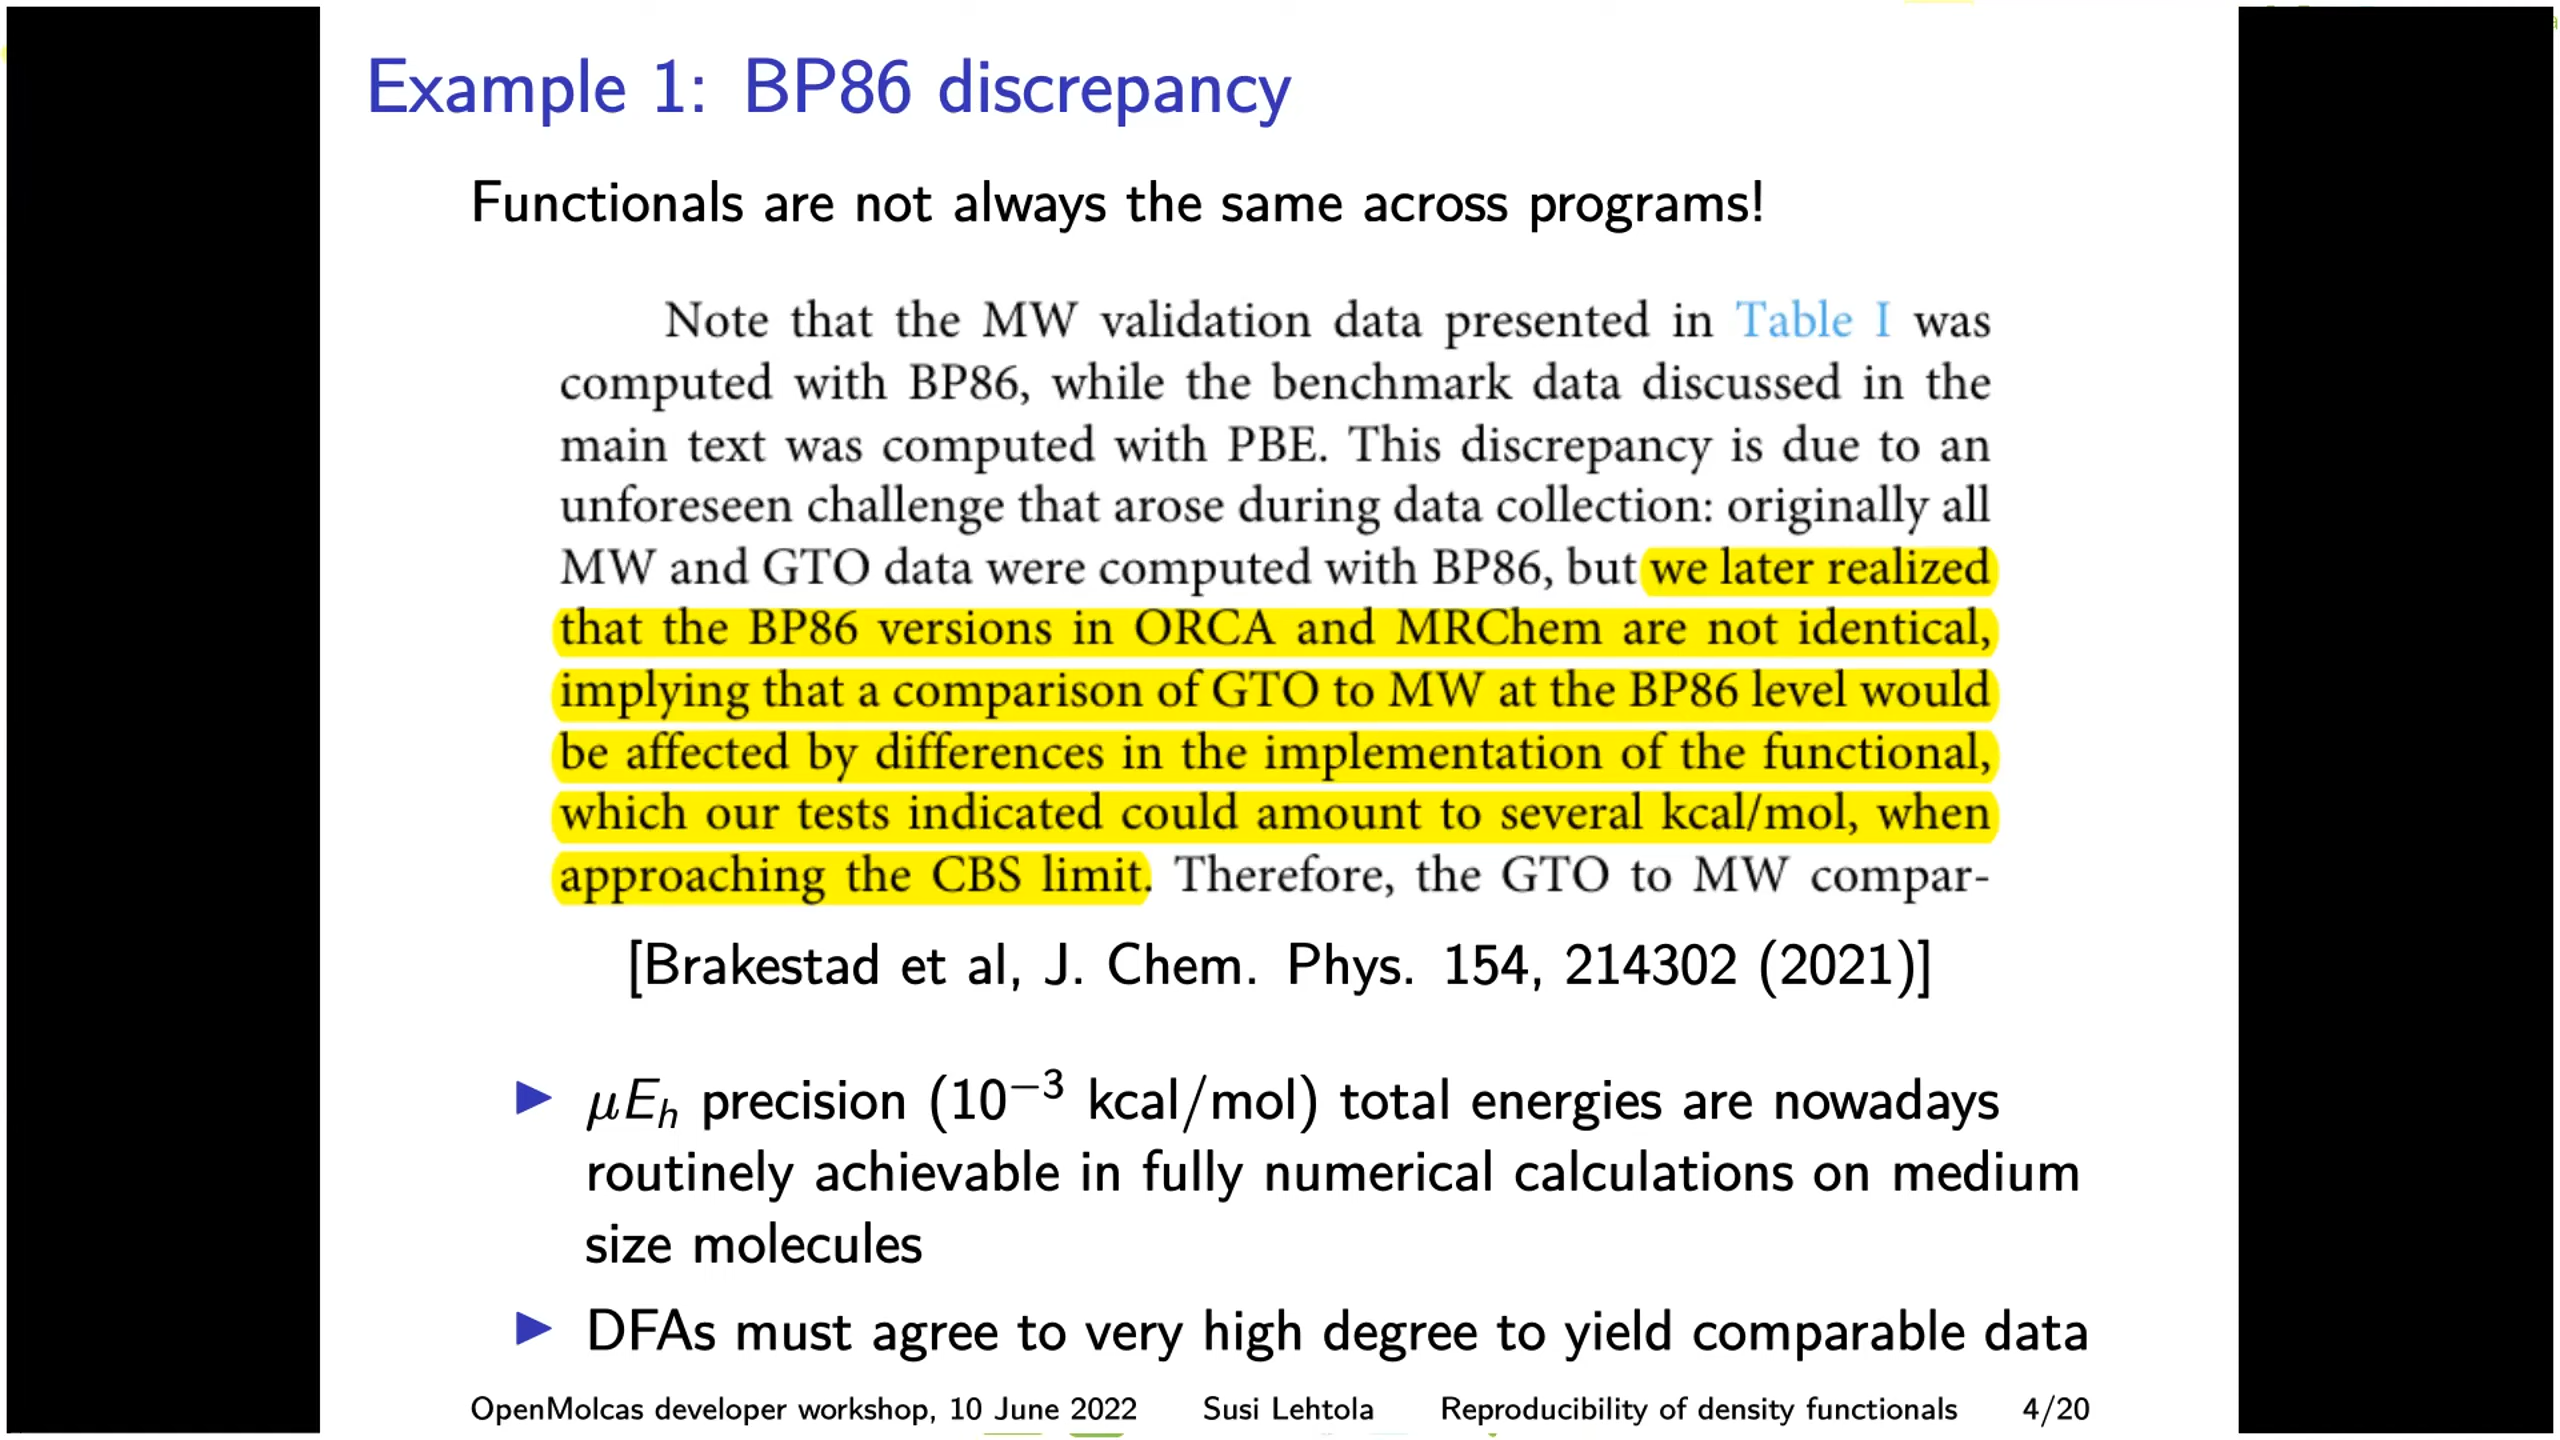 Example 1: BP86 discrepancy
Functionals are not always the same across programs!
Note that the MW validation data presented in Table I was
computed with BP86, while the benchmark data discussed in the
main text was computed with PBE. This discrepancy is due to an
unforeseen challenge that arose during data collection: originally all
MW and GTO data were computed with BP86, but we later realized
that the BP86 versions in ORCA and MRChem are not identical,
implying that a comparison of GTO to MW at the BP86 level would
be affected by differences in the implementation of the functional,
which our tests indicated could amount to several kcal/mol, when
approaching the CBS limit. Therefore, the GTO to MW compar-
[Brakestad et al, J. Chem. Phys. 154, 214302 (2021)]
▶ μE_h precision (10⁻³ kcal/mol) total energies are nowadays
routinely achievable in fully numerical calculations on medium
size molecules
▶ DFAs must agree to very high degree to yield comparable data
OpenMolcas developer workshop, 10 June 2022 Susi Lehtola Reproducibility of density functionals 4/20